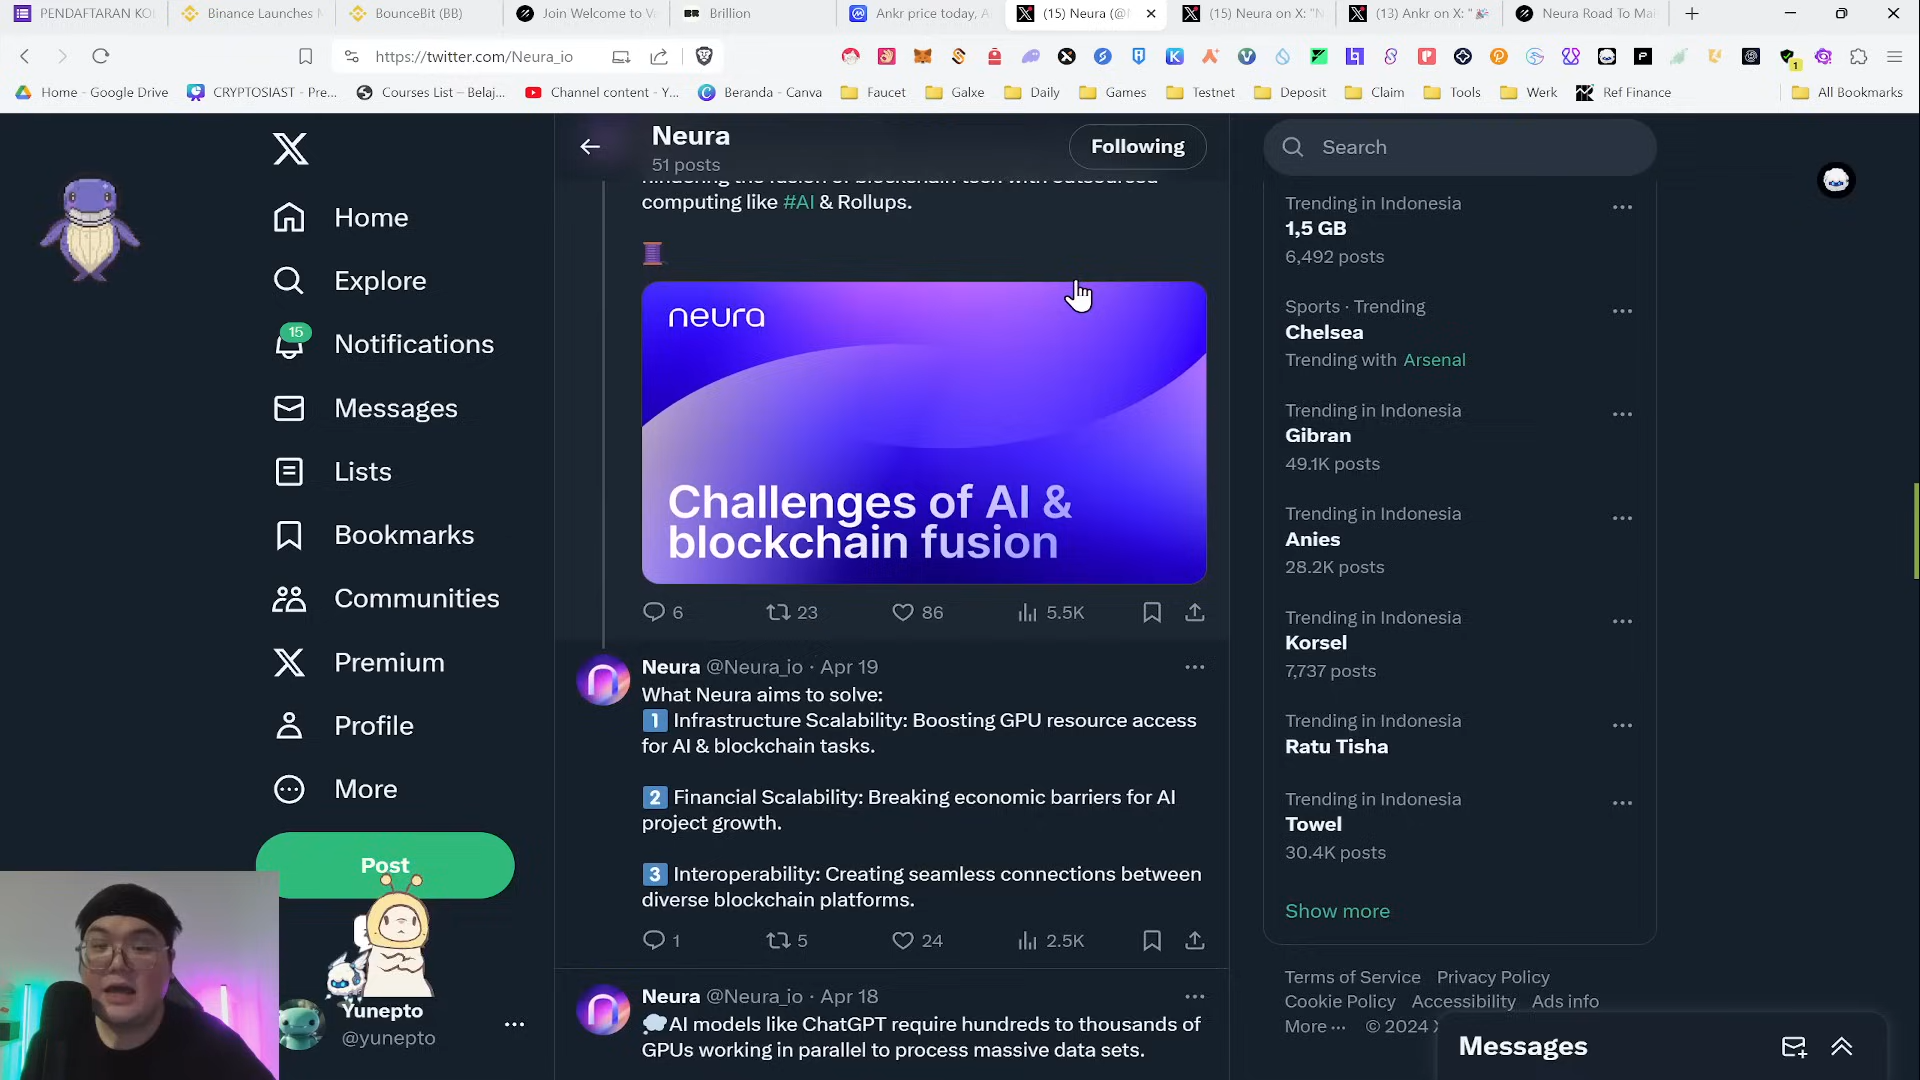 PENDAFTARAN KO
Binance Launches
BounceBit (BB)
Join Welcome to V
Brillion
Ankr price today, A
(15) Neura (@
(15) Neura on X: "N
(13) Ankr on X: "🎉
Neura Road To Mai
https://twitter.com/Neura_io
1
Home - Google Drive
CRYPTOSIAST - Pre...
Courses List – Belaj...
Channel content - Y...
Beranda - Canva
Faucet
Galxe
Daily
Games
Testnet
Deposit
Claim
Tools
Werk
Ref Finance
All Bookmarks
Home
Explore
15
Notifications
Messages
Lists
Bookmarks
Communities
Premium
Profile
More
Post
Yunepto
@yunepto
Neura
51 posts
Following
hindering the fusion of blockchain tech with outsourced
computing like #AI & Rollups.
🧵
neura
Challenges of AI &
blockchain fusion
6 23 86 5.5K
Neura @Neura_io · Apr 19
What Neura aims to solve:
1️⃣ Infrastructure Scalability: Boosting GPU resource access
for AI & blockchain tasks.
2️⃣ Financial Scalability: Breaking economic barriers for AI
project growth.
3️⃣ Interoperability: Creating seamless connections between
diverse blockchain platforms.
1 5 24 2.5K
Neura @Neura_io · Apr 18
💭AI models like ChatGPT require hundreds to thousands of
GPUs working in parallel to process massive data sets.
Search
Trending in Indonesia
1,5 GB
6,492 posts
Sports · Trending
Chelsea
Trending with Arsenal
Trending in Indonesia
Gibran
49.1K posts
Trending in Indonesia
Anies
28.2K posts
Trending in Indonesia
Korsel
7,737 posts
Trending in Indonesia
Ratu Tisha
Trending in Indonesia
Towel
30.4K posts
Show more
Terms of Service Privacy Policy
Cookie Policy Accessibility Ads info
More ··· © 2024 X
Messages